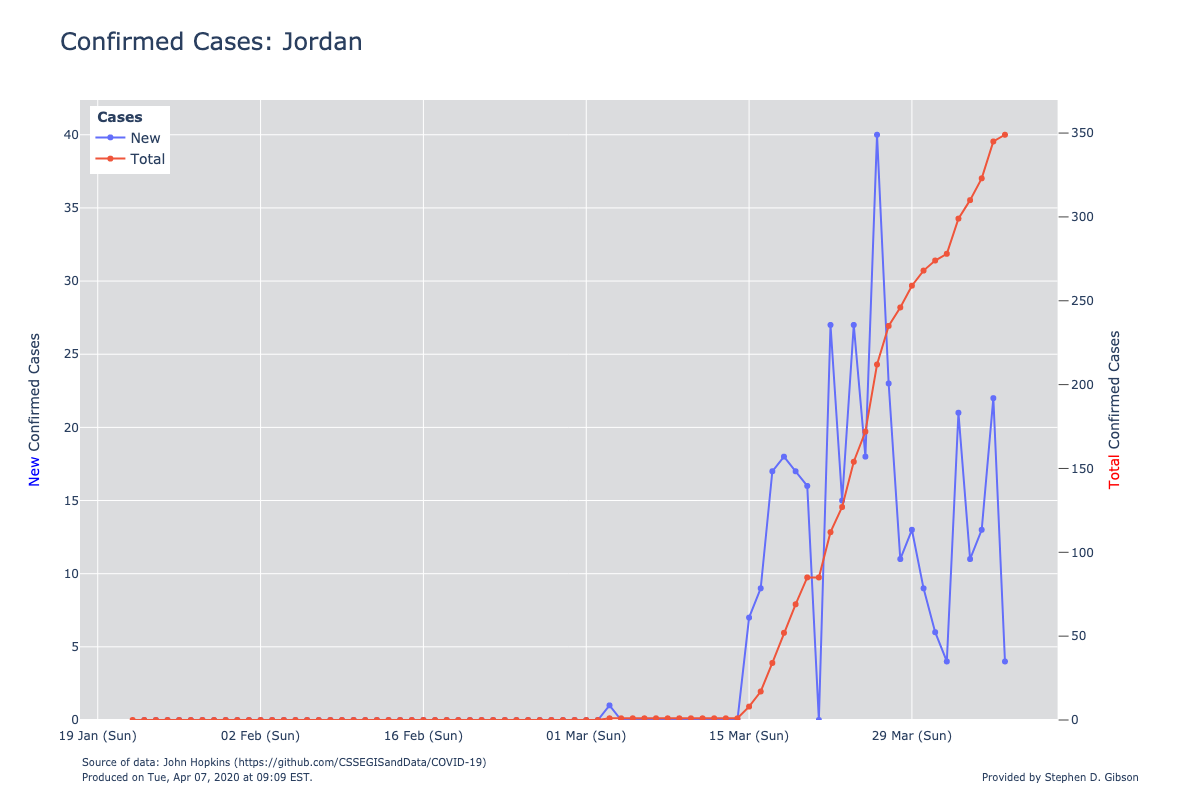 Confirmed Cases: Jordan
Cases
New
Total
40
35
30
25
20
15
10
5
0
New Confirmed Cases
350
300
250
200
150
100
50
0
Total Confirmed Cases
19 Jan (Sun)
02 Feb (Sun)
16 Feb (Sun)
01 Mar (Sun)
15 Mar (Sun)
29 Mar (Sun)
Source of data: John Hopkins (https://github.com/CSSEGISandData/COVID-19)
Produced on Tue, Apr 07, 2020 at 09:09 EST.
Provided by Stephen D. Gibson